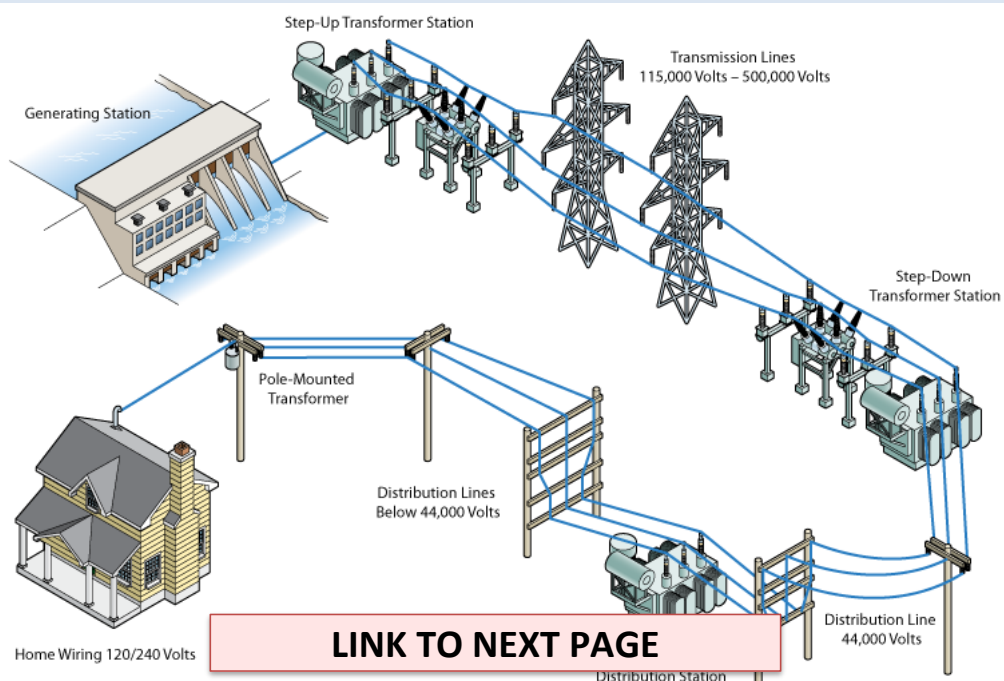 Step-Up Transformer Station
Transmission Lines
115,000 Volts – 500,000 Volts
Generating Station
Step-Down
Transformer Station
Pole-Mounted
Transformer
Distribution Lines
Below 44,000 Volts
Distribution Line
44,000 Volts
Home Wiring 120/240 Volts
LINK TO NEXT PAGE
Distribution Station